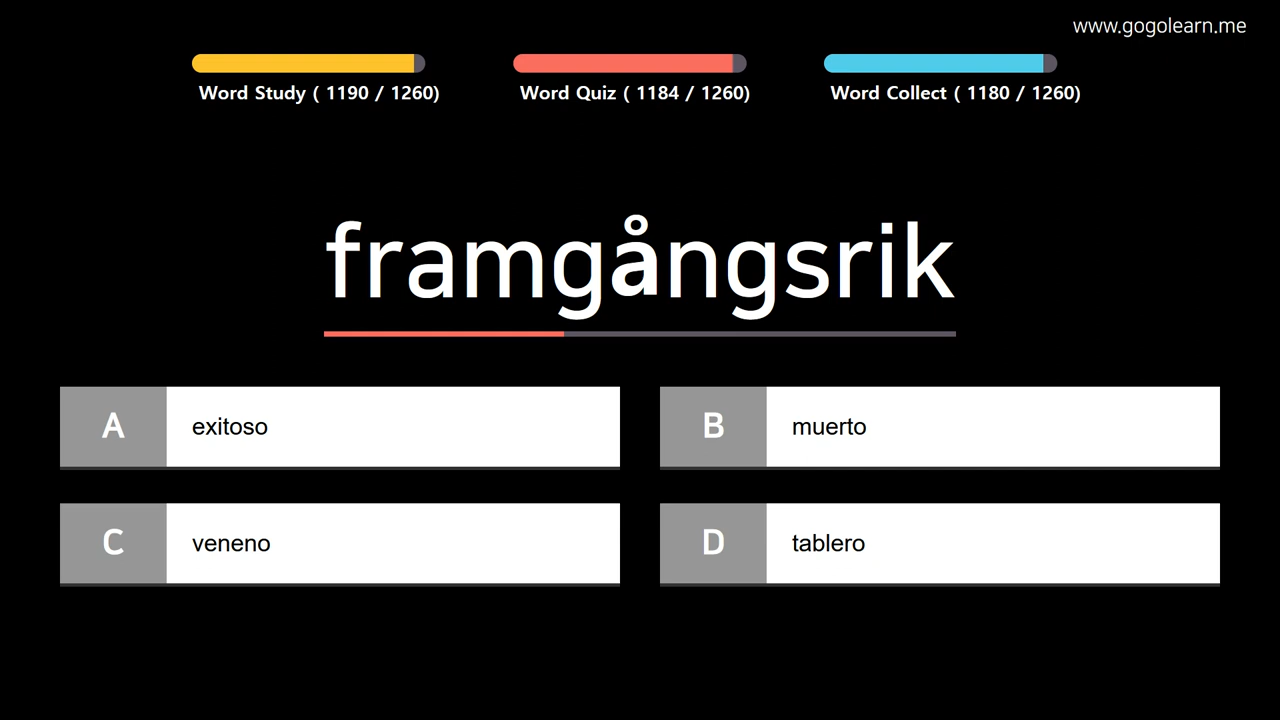 www.gogolearn.me
Word Study ( 1190 / 1260)
Word Quiz ( 1184 / 1260)
Word Collect ( 1180 / 1260)
framgångsrik
A exitoso
B muerto
C veneno
D tablero